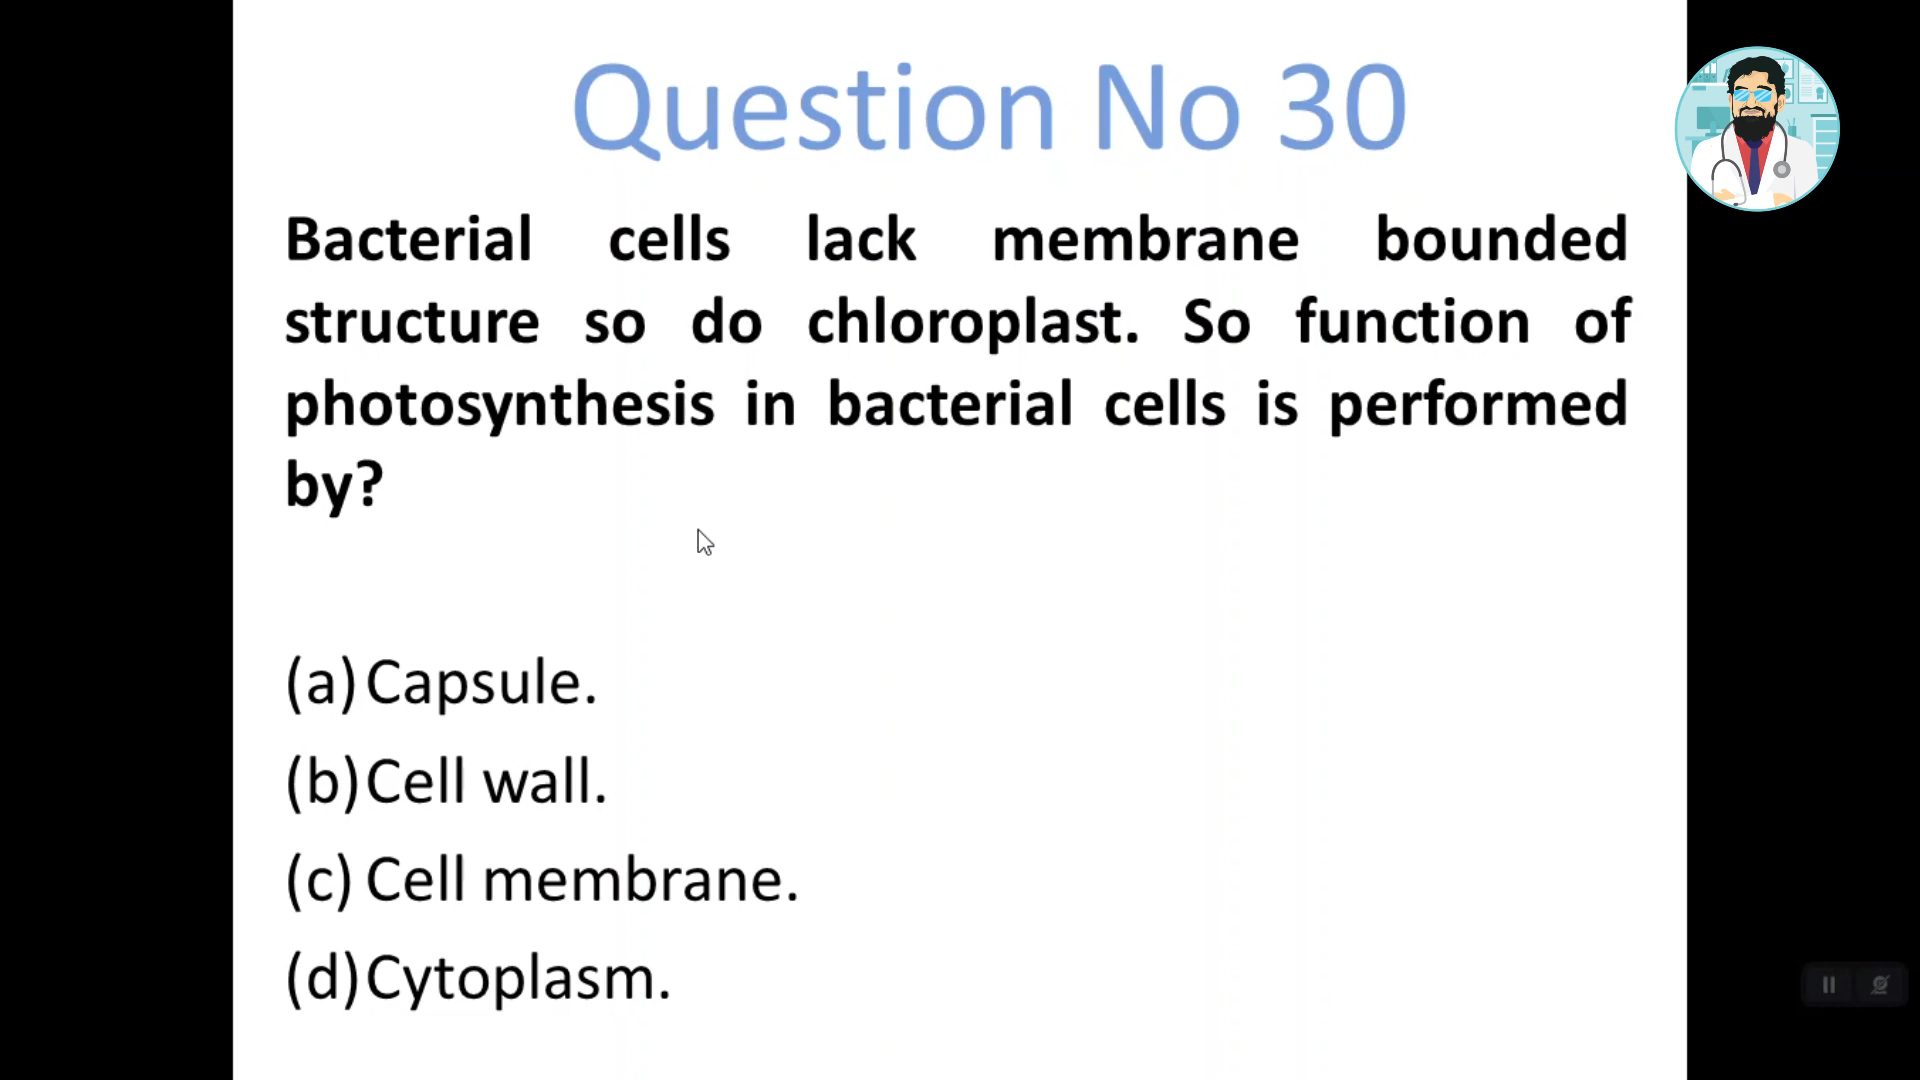 Question No 30
Bacterial cells lack membrane bounded
structure so do chloroplast. So function of
photosynthesis in bacterial cells is performed
by?
(a) Capsule.
(b) Cell wall.
(c) Cell membrane.
(d) Cytoplasm.